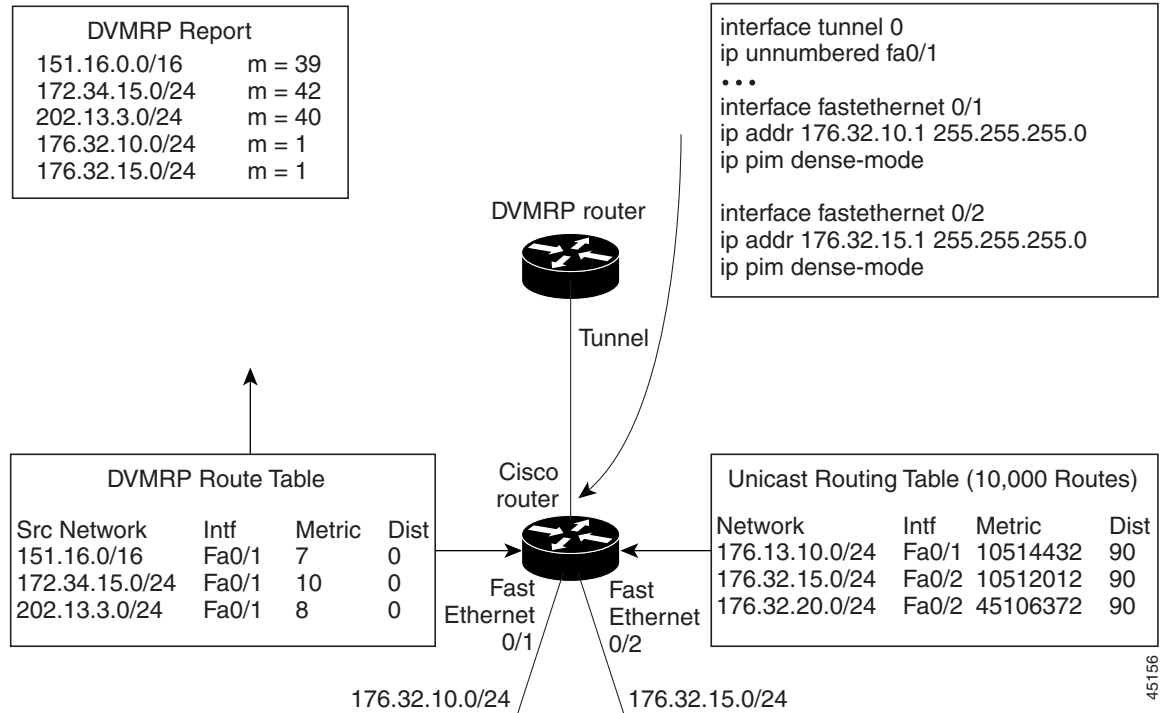 DVMRP Report
151.16.0.0/16 m = 39
172.34.15.0/24 m = 42
202.13.3.0/24 m = 40
176.32.10.0/24 m = 1
176.32.15.0/24 m = 1
interface tunnel 0
ip unnumbered fa0/1
• • •
interface fastethernet 0/1
ip addr 176.32.10.1 255.255.255.0
ip pim dense-mode
interface fastethernet 0/2
ip addr 176.32.15.1 255.255.255.0
ip pim dense-mode
DVMRP router
Tunnel
Cisco
router
DVMRP Route Table
Src Network Intf Metric Dist
151.16.0/16 Fa0/1 7 0
172.34.15.0/24 Fa0/1 10 0
202.13.3.0/24 Fa0/1 8 0
Unicast Routing Table (10,000 Routes)
Network Intf Metric Dist
176.13.10.0/24 Fa0/1 10514432 90
176.32.15.0/24 Fa0/2 10512012 90
176.32.20.0/24 Fa0/2 45106372 90
Fast
Ethernet
0/1
Fast
Ethernet
0/2
176.32.10.0/24
176.32.15.0/24
45156